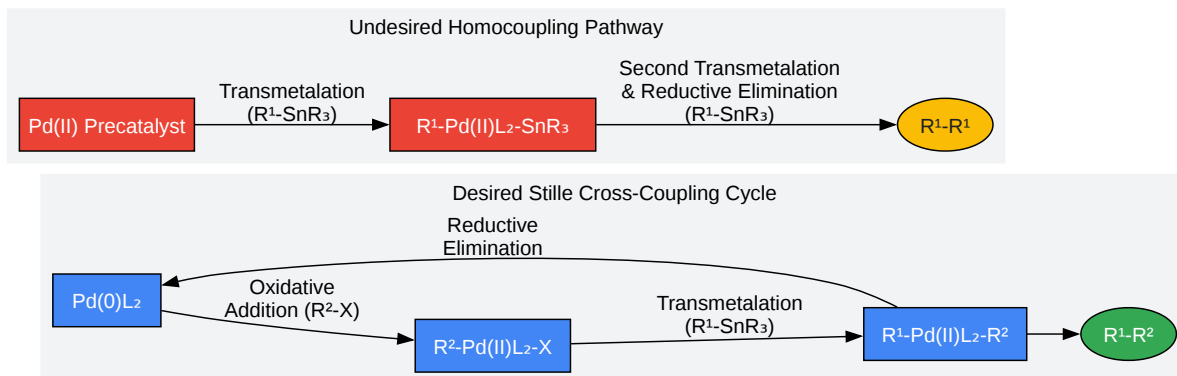 Undesired Homocoupling Pathway
Pd(II) Precatalyst
Transmetalation
(R¹-SnR₃)
R¹-Pd(II)L₂-SnR₃
Second Transmetalation
& Reductive Elimination
(R¹-SnR₃)
R¹-R¹
Desired Stille Cross-Coupling Cycle
Reductive
Elimination
Pd(0)L₂
Oxidative
Addition (R²-X)
R²-Pd(II)L₂-X
Transmetalation
(R¹-SnR₃)
R¹-Pd(II)L₂-R²
R¹-R²